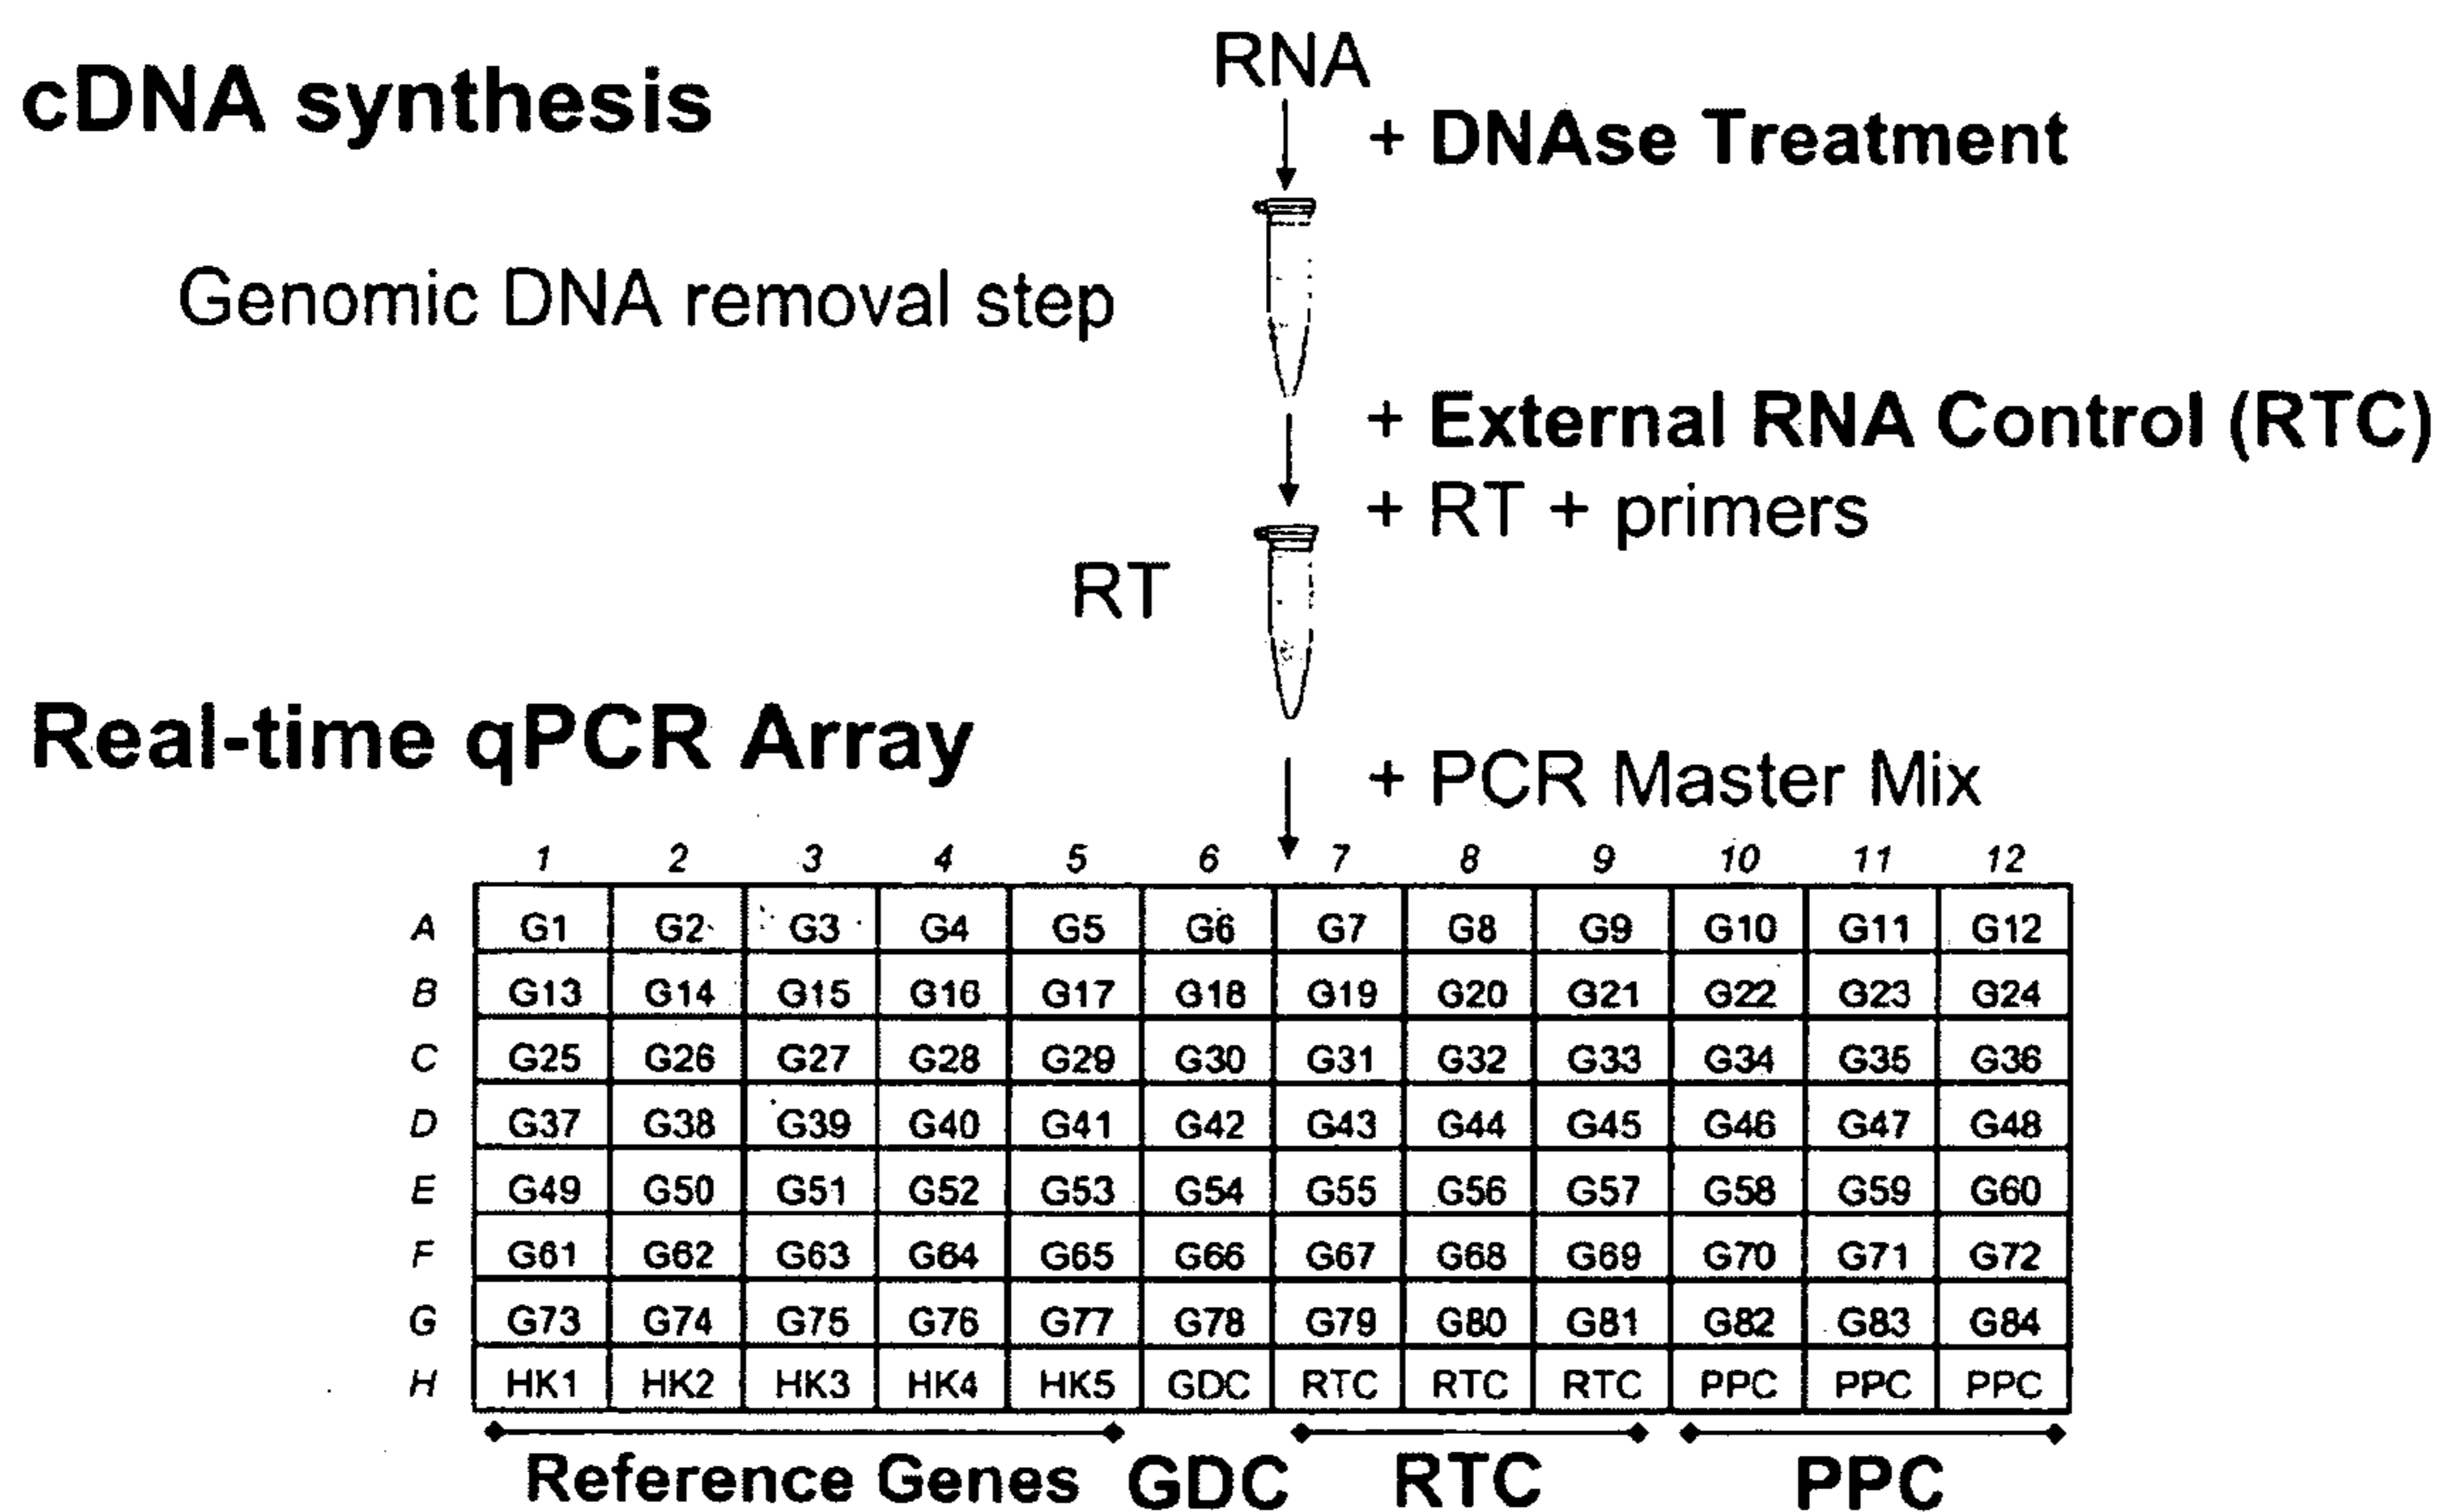 RNA
cDNA synthesis
+ DNAse Treatment
Genomic DNA removal step
+ External RNA Control (RTC)
+ RT + primers
RT
Real-time qPCR Array
+ PCR Master Mix
1 2 3 4 5 6 7 8 9 10 11 12
A G1 G2 G3 G4 G5 G6 G7 G8 G9 G10 G11 G12
B G13 G14 G15 G16 G17 G18 G19 G20 G21 G22 G23 G24
C G25 G26 G27 G28 G29 G30 G31 G32 G33 G34 G35 G36
D G37 G38 G39 G40 G41 G42 G43 G44 G45 G46 G47 G48
E G49 G50 G51 G52 G53 G54 G55 G56 G57 G58 G59 G60
F G61 G62 G63 G64 G65 G66 G67 G68 G69 G70 G71 G72
G G73 G74 G75 G76 G77 G78 G79 G80 G81 G82 G83 G84
H HK1 HK2 HK3 HK4 HK5 GDC RTC RTC RTC PPC PPC PPC
Reference Genes GDC RTC PPC